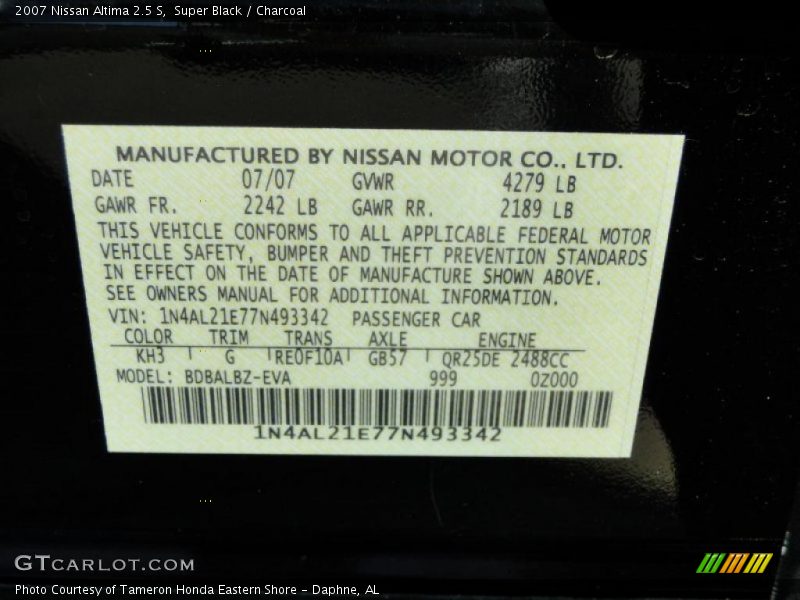 2007 Nissan Altima 2.5 S, Super Black / Charcoal
MANUFACTURED BY NISSAN MOTOR CO., LTD.
DATE 07/07 GVWR 4279 LB
GAWR FR. 2242 LB GAWR RR. 2189 LB
THIS VEHICLE CONFORMS TO ALL APPLICABLE FEDERAL MOTOR
VEHICLE SAFETY, BUMPER AND THEFT PREVENTION STANDARDS
IN EFFECT ON THE DATE OF MANUFACTURE SHOWN ABOVE.
SEE OWNERS MANUAL FOR ADDITIONAL INFORMATION.
VIN: 1N4AL21E77N493342 PASSENGER CAR
COLOR TRIM TRANS AXLE ENGINE
KH3 G RE0F10A GB57 QR25DE 2488CC
MODEL: BDBALBZ-EVA 999 0Z000
1N4AL21E77N493342
GTCARLOT.COM
Photo Courtesy of Tameron Honda Eastern Shore – Daphne, AL